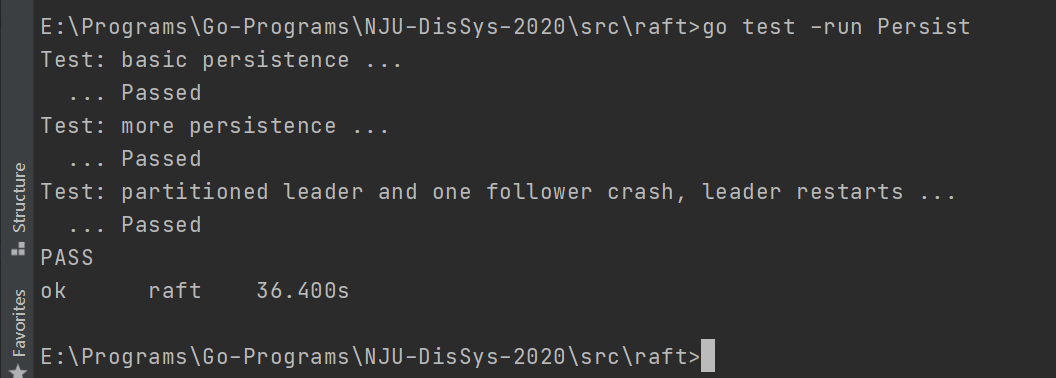 E:\Programs\Go-Programs\NJU-DisSys-2020\src\raft>go test -run Persist
Test: basic persistence ...
  ... Passed
Test: more persistence ...
  ... Passed
Test: partitioned leader and one follower crash, leader restarts ...
  ... Passed
PASS
ok      raft    36.400s
E:\Programs\Go-Programs\NJU-DisSys-2020\src\raft>
Structure
Favorites